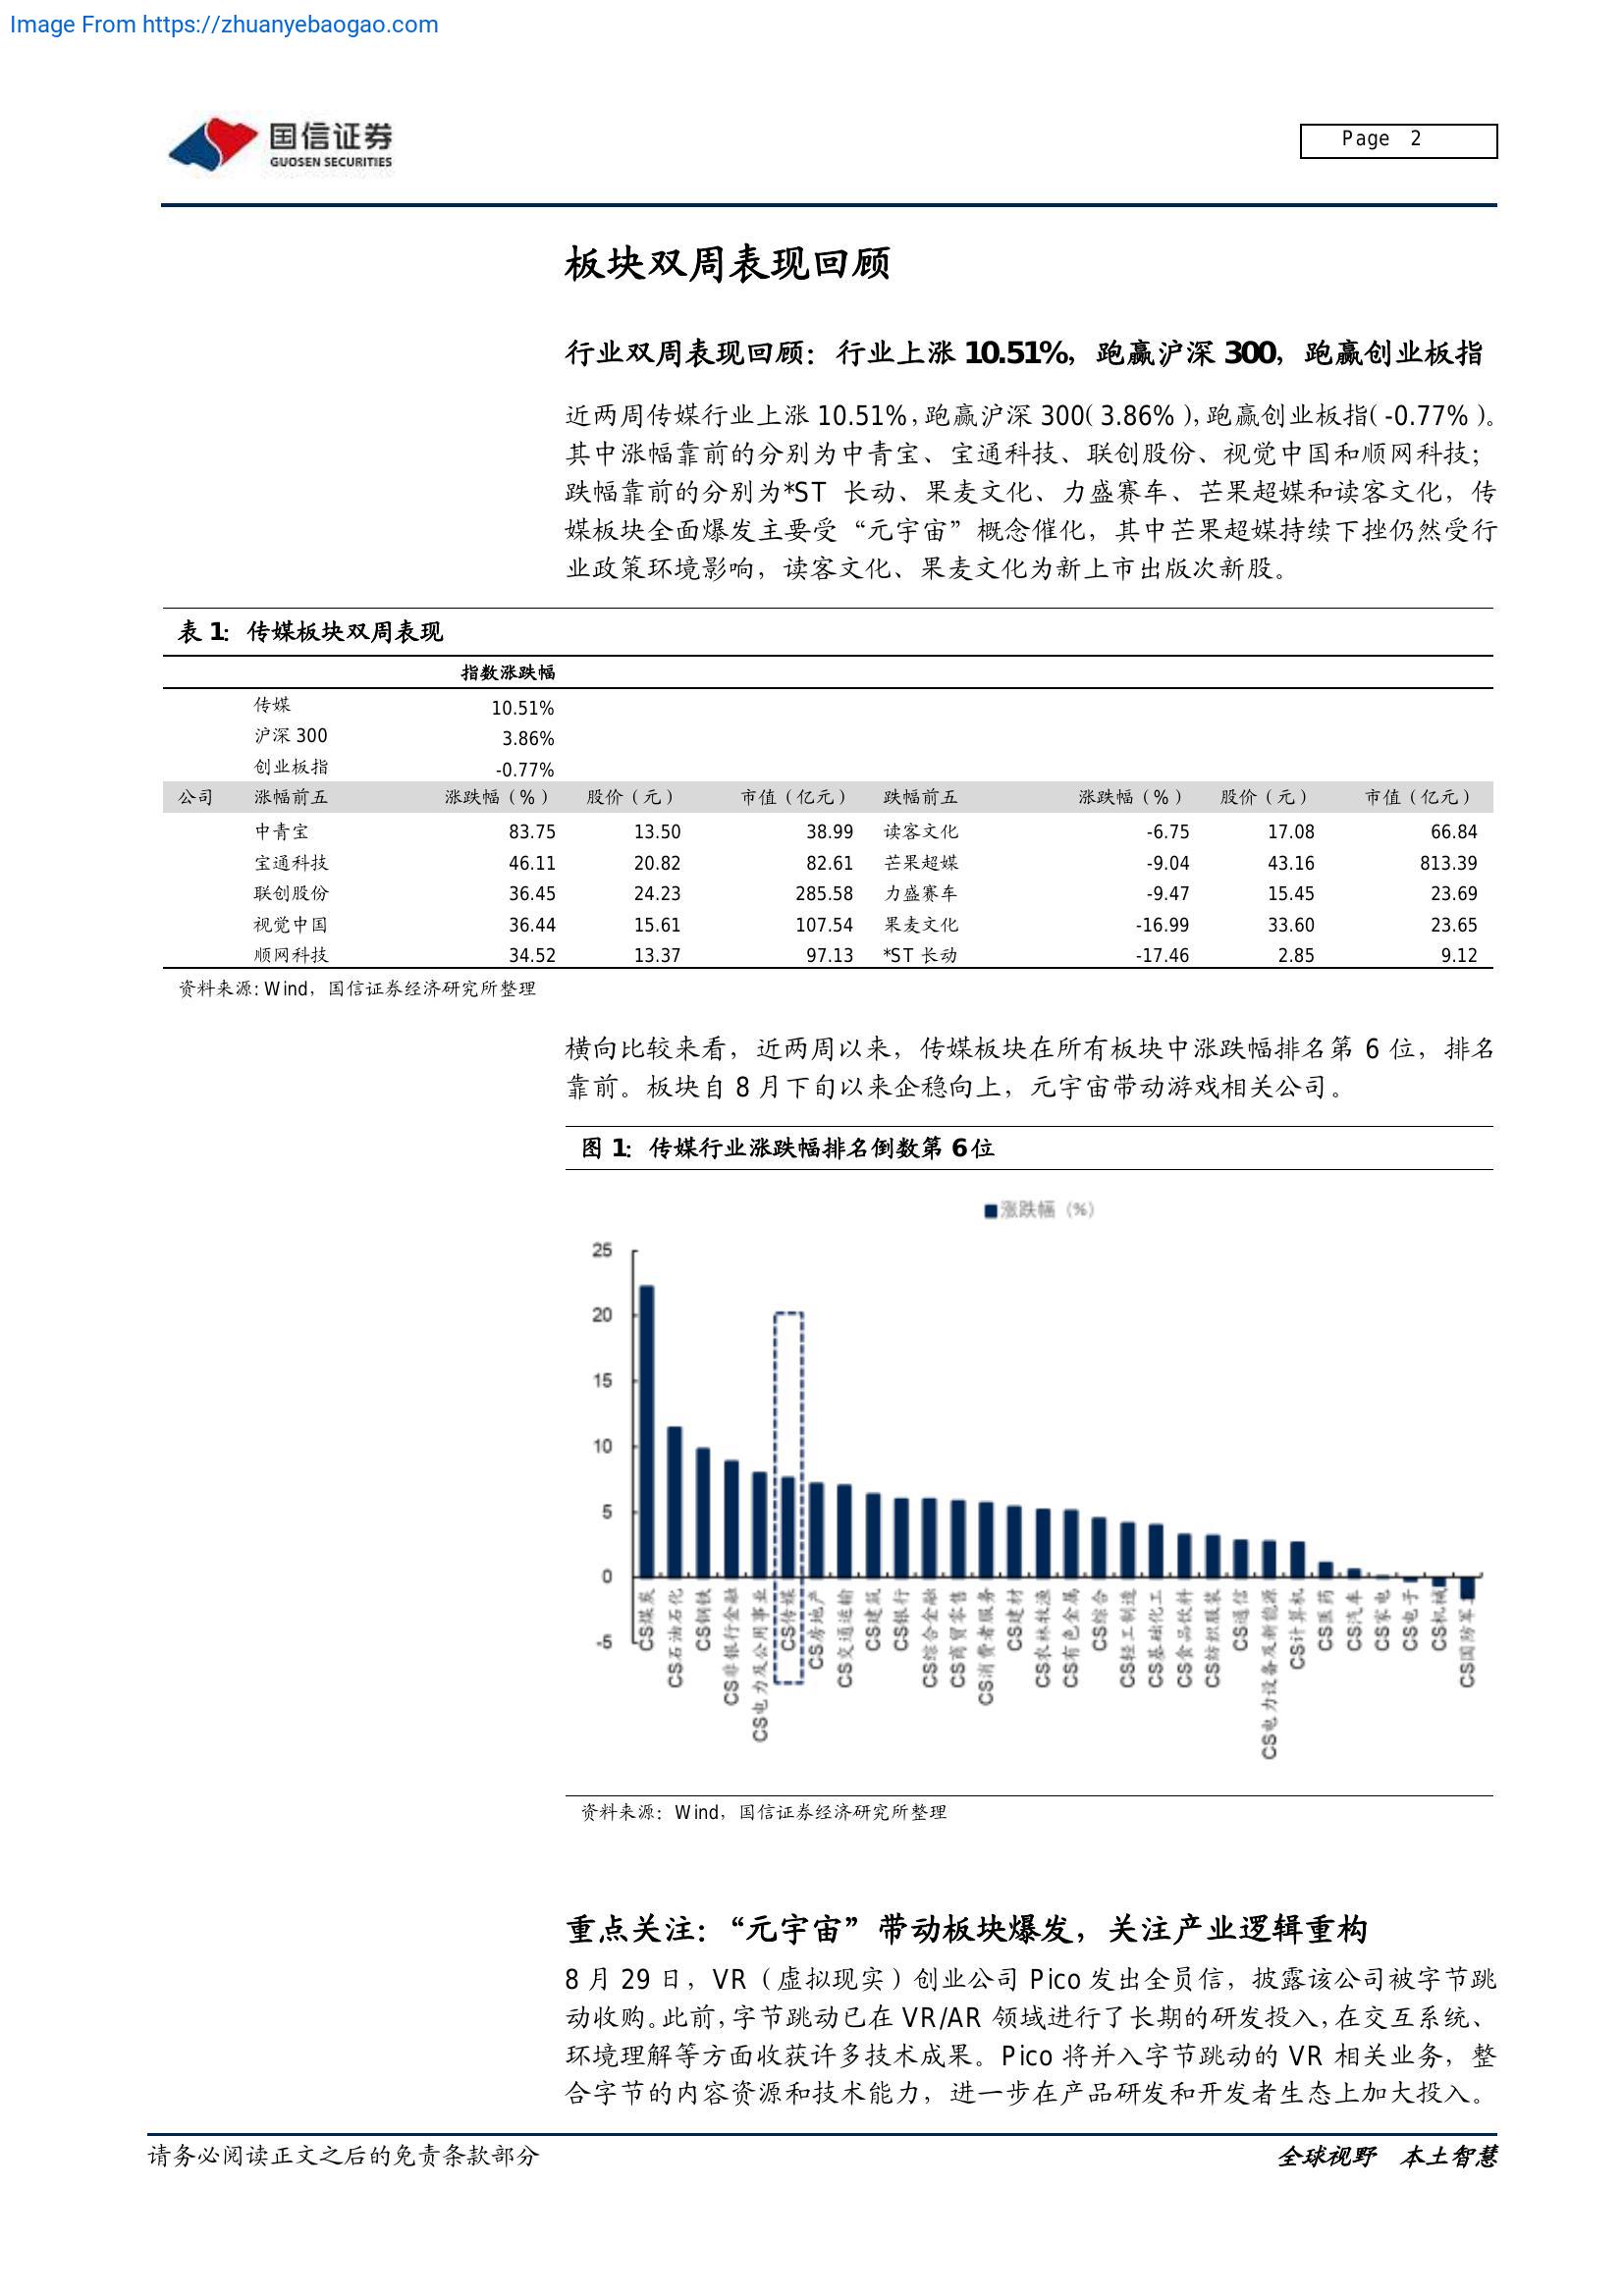 Image From https://zhuanyebaogao.com
国信证券
GUOSEN SECURITIES
Page 2
板块双周表现回顾
行业双周表现回顾：行业上涨 10.51%，跑赢沪深 300，跑赢创业板指
近两周传媒行业上涨 10.51%，跑赢沪深 300（3.86%），跑赢创业板指（-0.77%）。
其中涨幅靠前的分别为中青宝、宝通科技、联创股份、视觉中国和顺网科技；
跌幅靠前的分别为*ST 长动、果麦文化、力盛赛车、芒果超媒和读客文化，传
媒板块全面爆发主要受“元宇宙”概念催化，其中芒果超媒持续下挫仍然受行
业政策环境影响，读客文化、果麦文化为新上市出版次新股。
表 1：传媒板块双周表现
指数涨跌幅
传媒 10.51%
沪深 300 3.86%
创业板指 -0.77%
公司 涨幅前五 涨跌幅（%） 股价（元） 市值（亿元） 跌幅前五 涨跌幅（%） 股价（元） 市值（亿元）
中青宝 83.75 13.50 38.99 读客文化 -6.75 17.08 66.84
宝通科技 46.11 20.82 82.61 芒果超媒 -9.04 43.16 813.39
联创股份 36.45 24.23 285.58 力盛赛车 -9.47 15.45 23.69
视觉中国 36.44 15.61 107.54 果麦文化 -16.99 33.60 23.65
顺网科技 34.52 13.37 97.13 *ST 长动 -17.46 2.85 9.12
资料来源: Wind，国信证券经济研究所整理
横向比较来看，近两周以来，传媒板块在所有板块中涨跌幅排名第 6 位，排名
靠前。板块自 8 月下旬以来企稳向上，元宇宙带动游戏相关公司。
图 1：传媒行业涨跌幅排名倒数第 6 位
涨跌幅（%）
25
20
15
10
5
0
-5
CS煤炭
CS石油石化
CS钢铁
CS非银行金融
CS电力及公用事业
CS传媒
CS房地产
CS交通运输
CS建筑
CS银行
CS综合金融
CS商贸零售
CS消费者服务
CS建材
CS农林牧渔
CS有色金属
CS综合
CS轻工制造
CS基础化工
CS食品饮料
CS纺织服装
CS通信
CS电力设备及新能源
CS计算机
CS医药
CS汽车
CS家电
CS电子
CS机械
CS国防军
资料来源：Wind，国信证券经济研究所整理
重点关注：“元宇宙”带动板块爆发，关注产业逻辑重构
8 月 29 日，VR（虚拟现实）创业公司 Pico 发出全员信，披露该公司被字节跳
动收购。此前，字节跳动已在 VR/AR 领域进行了长期的研发投入，在交互系统、
环境理解等方面收获许多技术成果。Pico 将并入字节跳动的 VR 相关业务，整
合字节的内容资源和技术能力，进一步在产品研发和开发者生态上加大投入。
请务必阅读正文之后的免责条款部分
全球视野 本土智慧